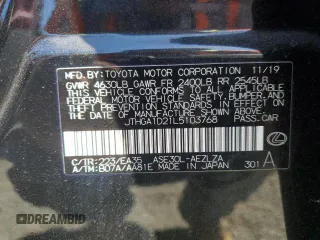 MFD. BY: TOYOTA MOTOR CORPORATION 11/19
GVWR 4630LB GAWR FR 2400LB RR 2545LB
THIS VEHICLE CONFORMS TO ALL APPLICABLE
FEDERAL MOTOR VEHICLE SAFETY, BUMPER, AND
THEFT PREVENTION STANDARDS IN EFFECT ON
THE DATE OF MANUFACTURE SHOWN ABOVE.
PASS.CAR
C/TR:223/EA35 ASE30L-AEZLZA
A/TM:B07A/AA81E MADE IN JAPAN 301 A